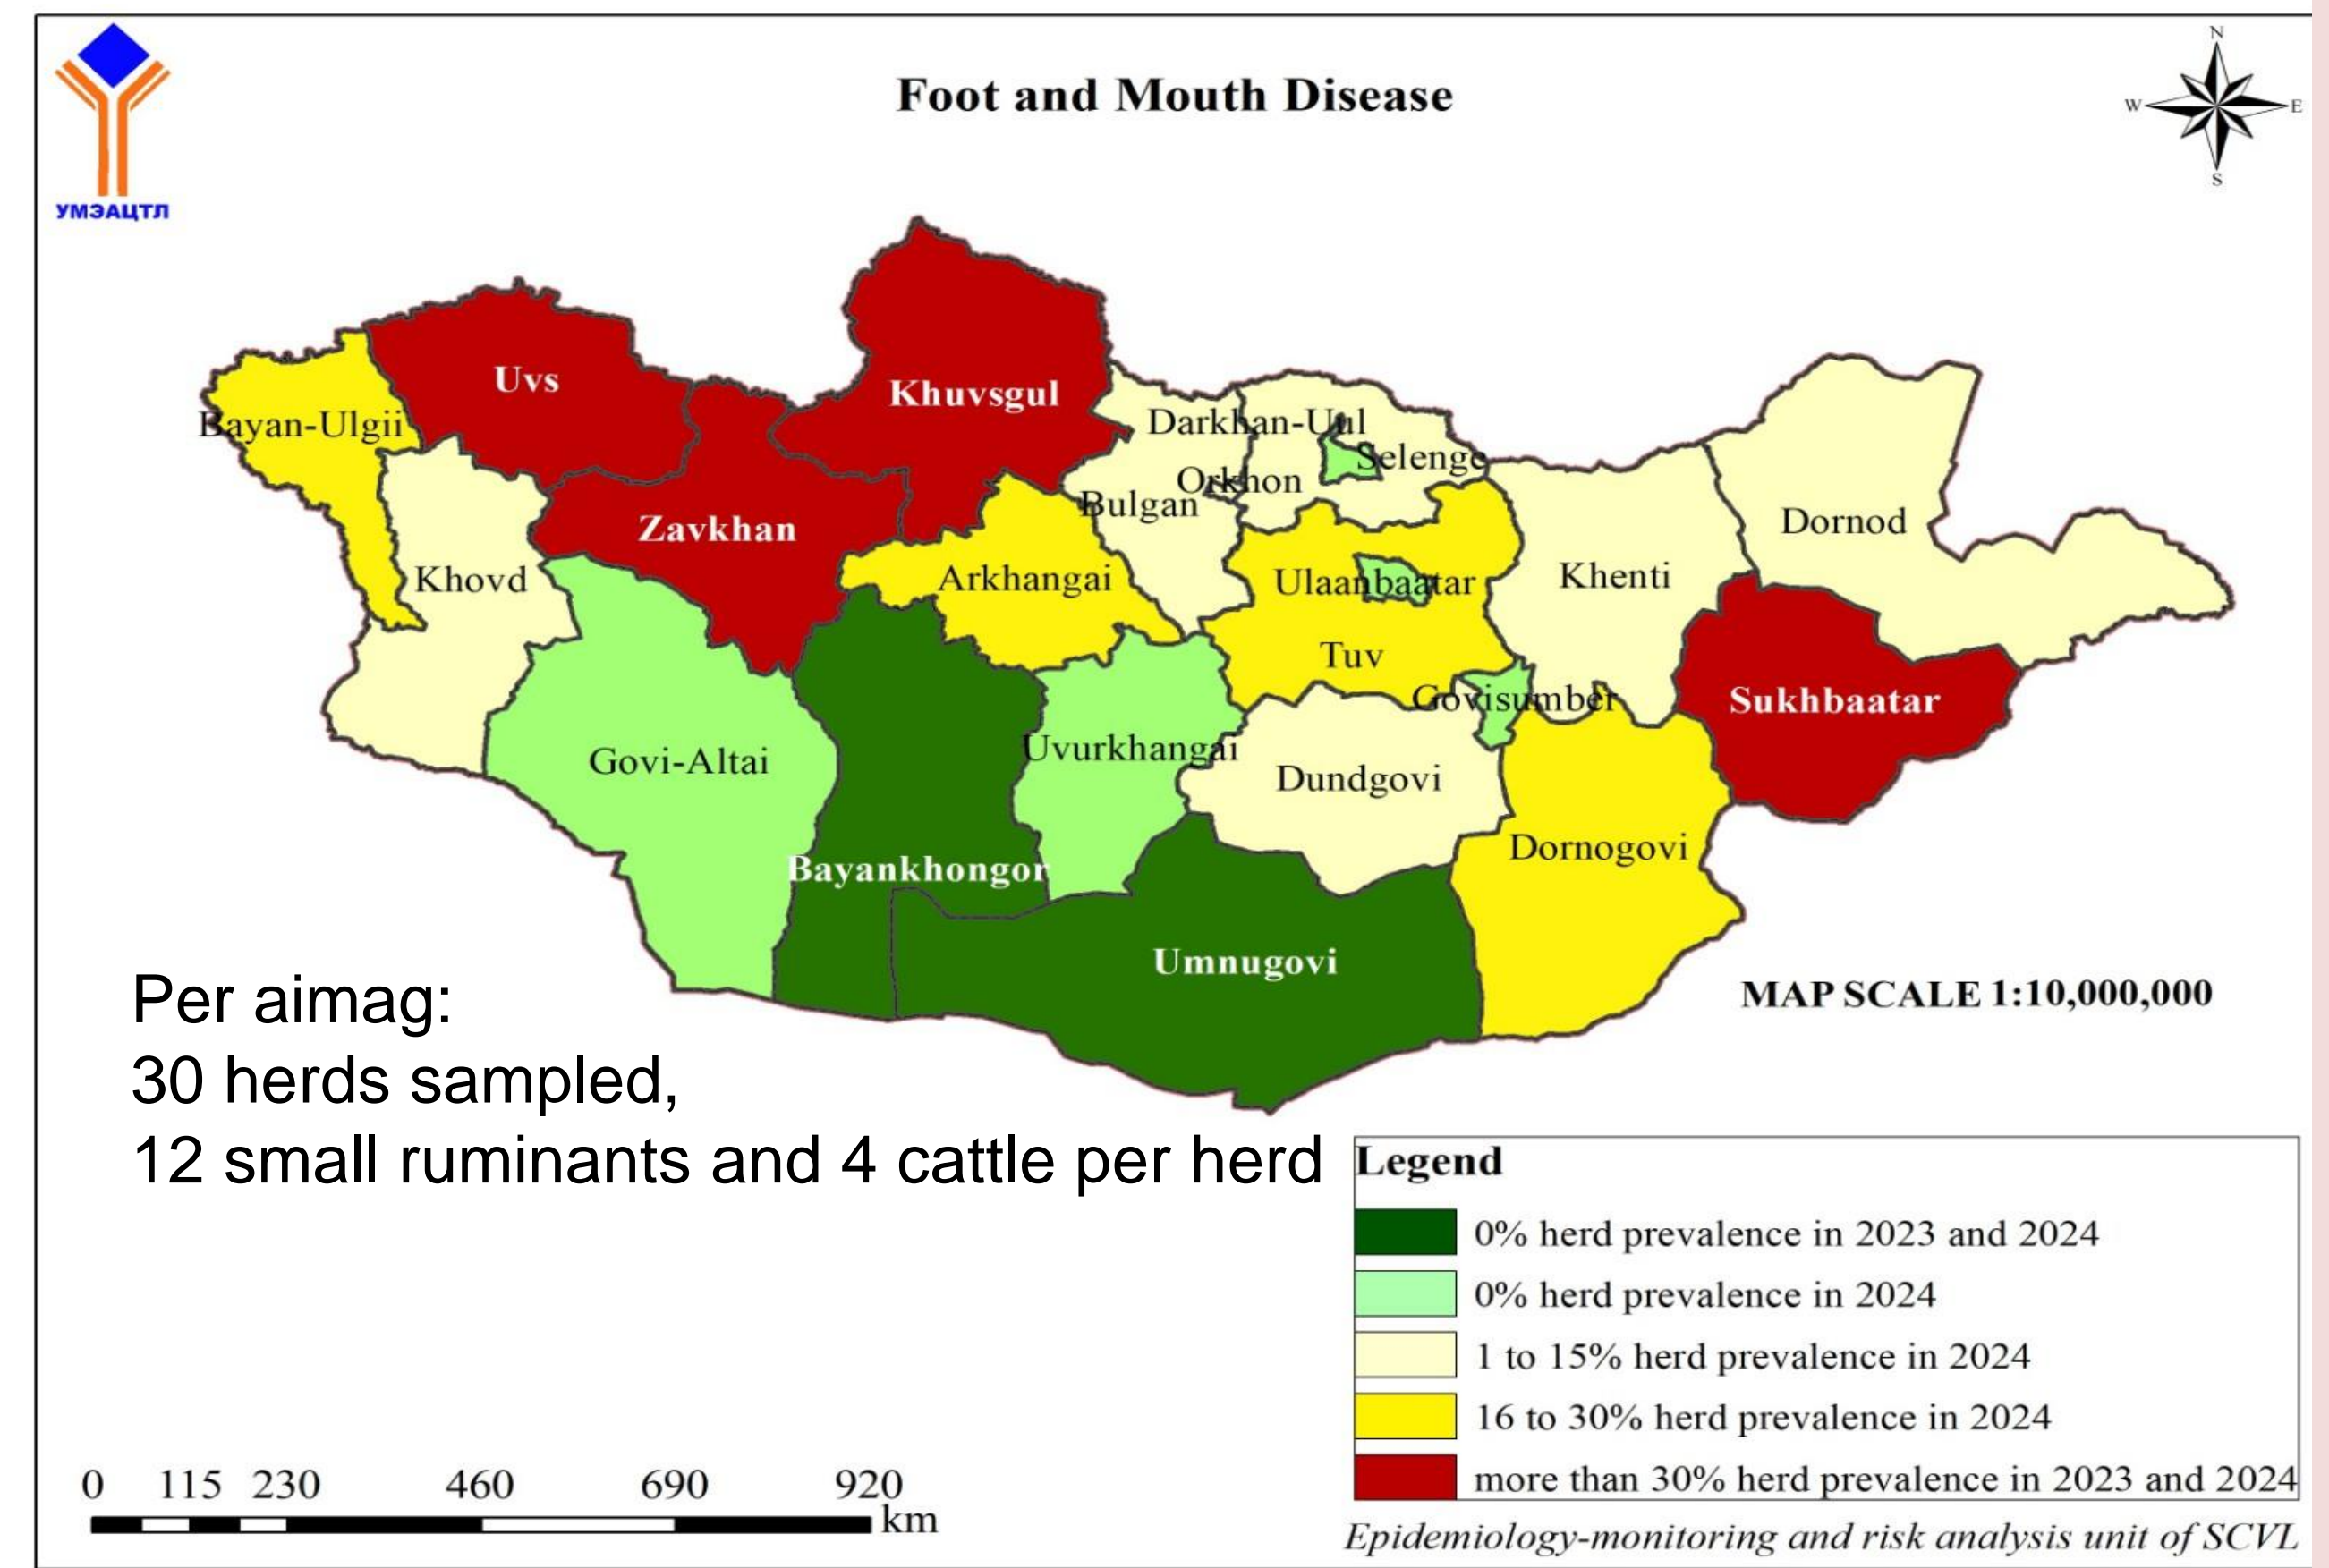 Foot and Mouth Disease
N
W
E
S
УМЭАЦТЛ
Uvs
Khuvsgul
Bayan-Ulgii
Darkhan-Uul
Selenge
Orkhon
Bulgan
Zavkhan
Dornod
Khovd
Arkhangai
Ulaanbaatar
Khenti
Tuv
Govisumber
Sukhbaatar
Govi-Altai
Uvurkhangai
Dundgovi
Dornogovi
Bayankhongor
Umnugovi
MAP SCALE 1:10,000,000
Per aimag:
30 herds sampled,
12 small ruminants and 4 cattle per herd
Legend
0% herd prevalence in 2023 and 2024
0% herd prevalence in 2024
1 to 15% herd prevalence in 2024
16 to 30% herd prevalence in 2024
more than 30% herd prevalence in 2023 and 2024
0 115 230 460 690 920
km
Epidemiology-monitoring and risk analysis unit of SCVL